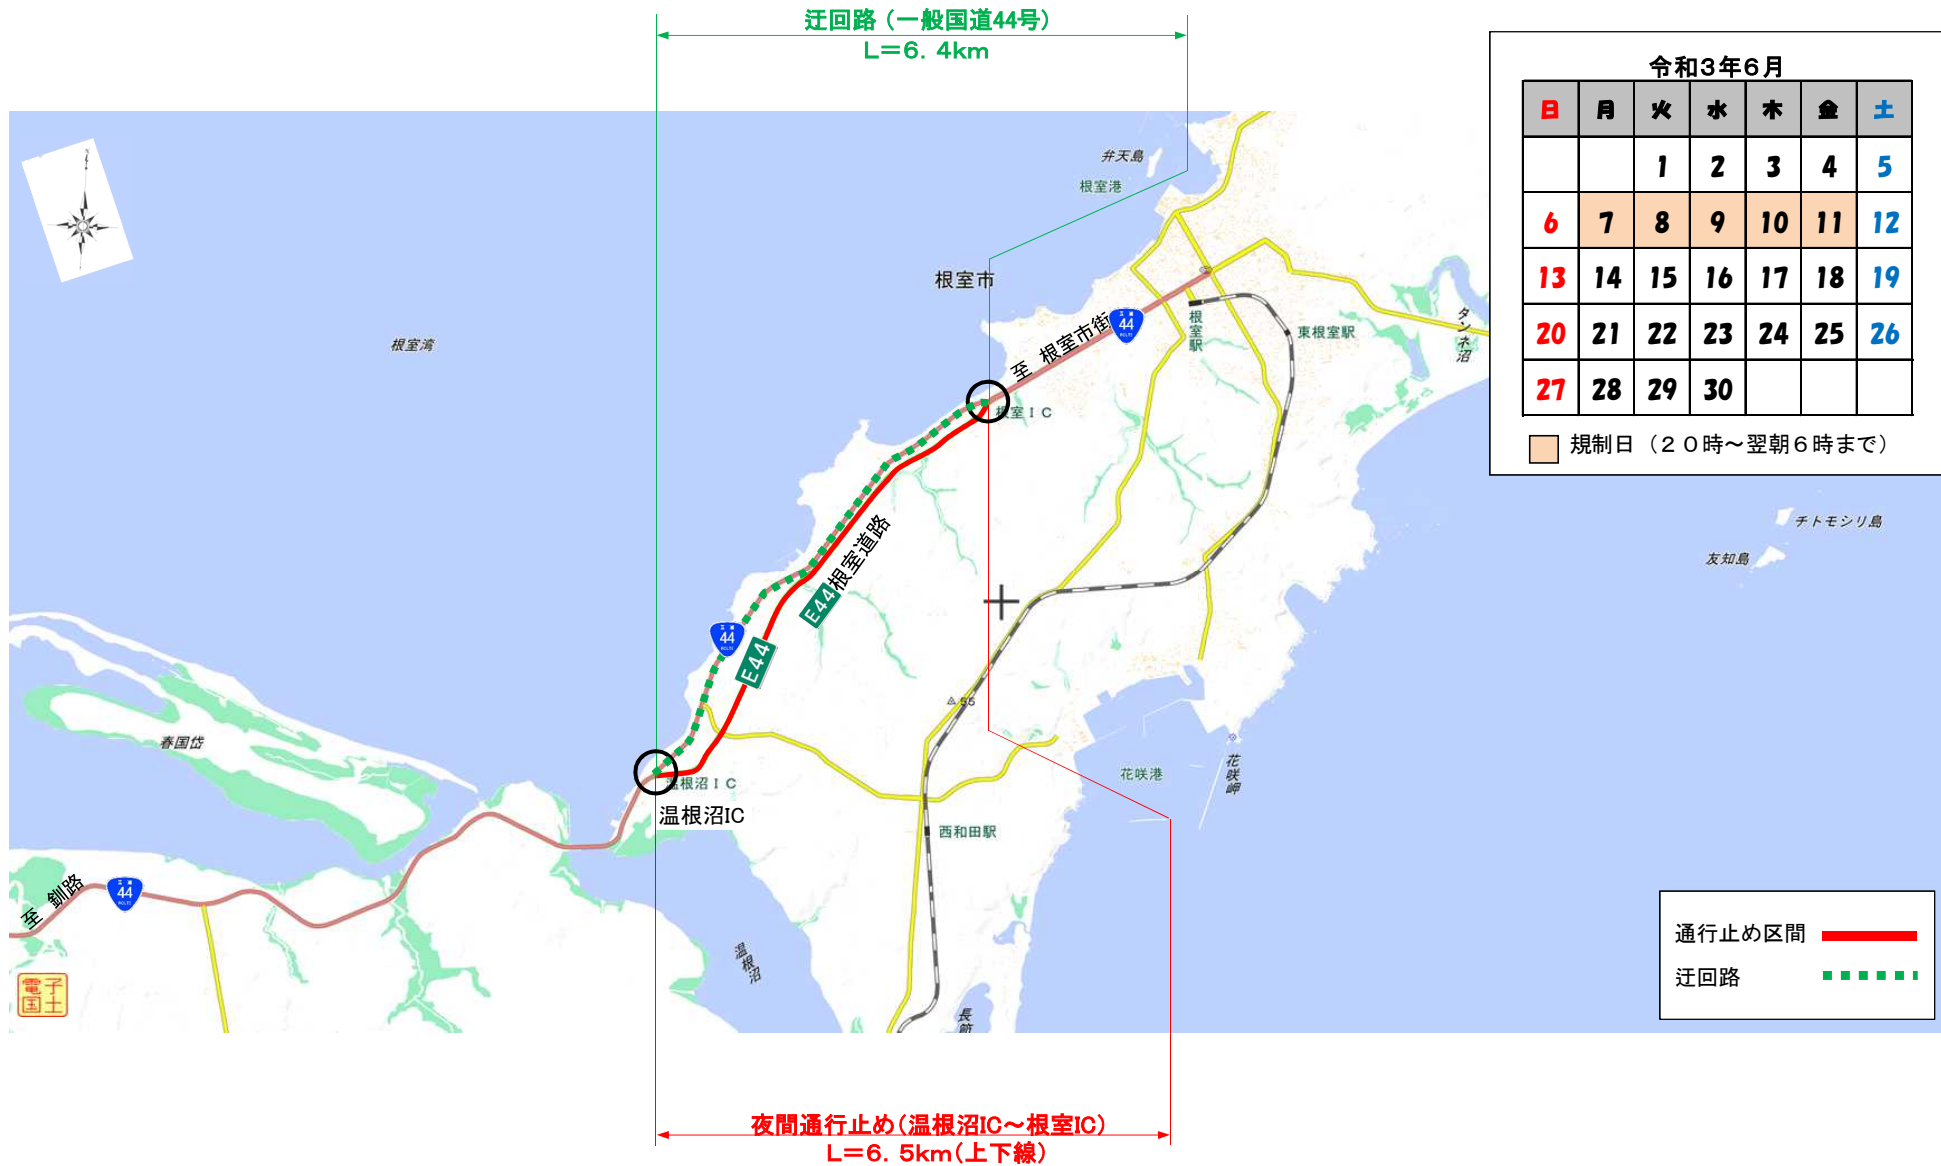 迂回路（一般国道44号）
L＝6．4km
令和3年6月
日 月 火 水 木 金 土
1 2 3 4 5
6 7 8 9 10 11 12
13 14 15 16 17 18 19
20 21 22 23 24 25 26
27 28 29 30
規制日（２０時～翌朝６時まで）
弁天島
根室港
根室市
根室湾
至 根室市街
44
根室駅
東根室駅
タンネ沼
根室ＩＣ
チトモシリ島
友知島
E44根室道路
44
E44
55
春国岱
花咲港
花咲岬
温根沼ＩＣ
温根沼IC
西和田駅
至 釧路
44
温根沼
長節
電子
国土
通行止め区間
迂回路
夜間通行止め（温根沼IC～根室IC）
L＝6．5km（上下線）